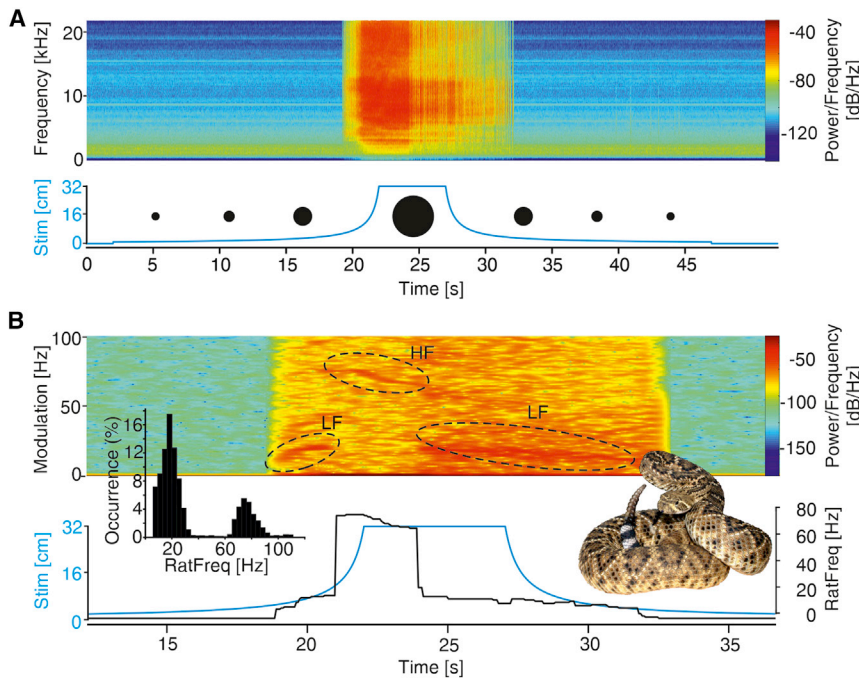 A
Frequency [kHz]
20
10
0
-40
-80
-120
Power/Frequency
[dB/Hz]
Stim [cm]
32
16
0
0 5 10 15 20 25 30 35 40 45
Time [s]
B
Modulation [Hz]
100
50
0
HF
LF
LF
-50
-100
-150
Power/Frequency
[dB/Hz]
Occurrence (%)
16
12
8
4
0
20 60 100
RatFreq [Hz]
Stim [cm]
32
16
0
80
60
40
20
0
RatFreq [Hz]
15 20 25 30 35
Time [s]